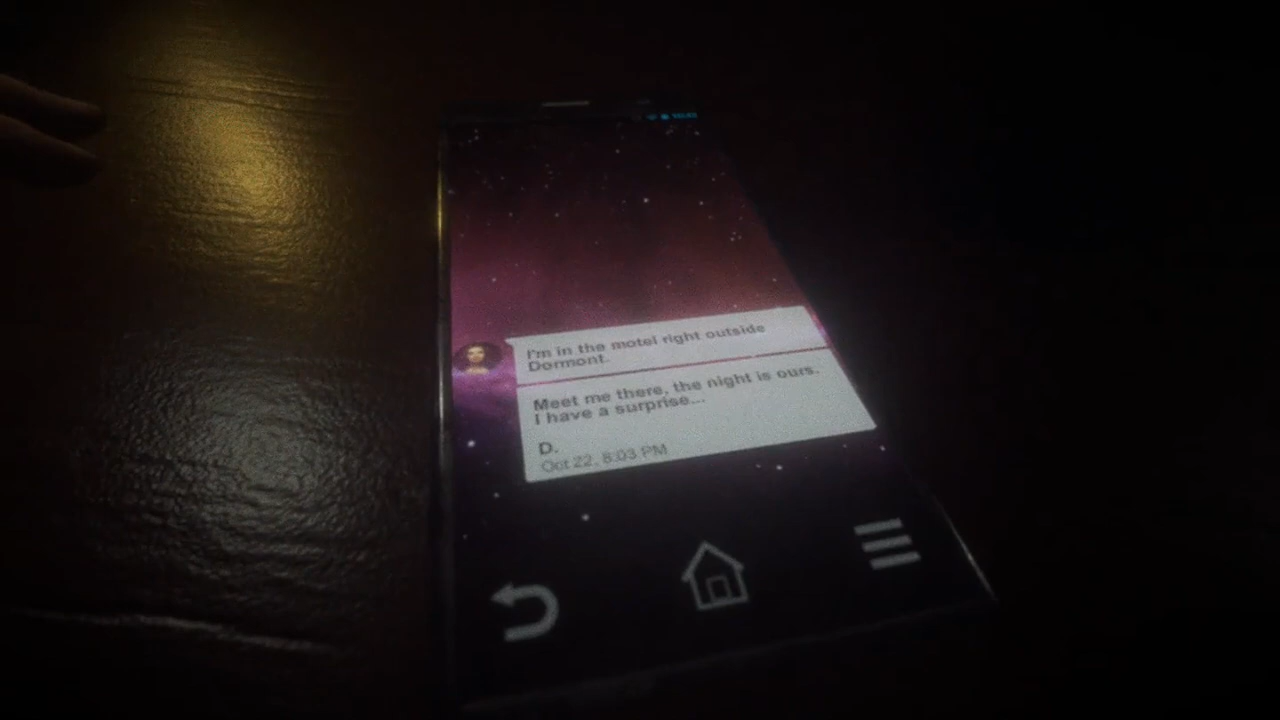 I'm in the motel right outside
Dormont.
Meet me there, the night is ours.
I have a surprise...
D.
Oct 22, 8:03 PM